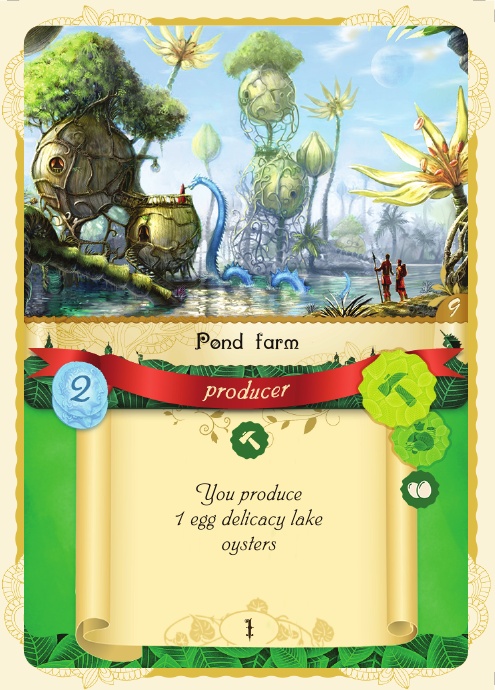 9
Pond farm
2
producer
You produce
1 egg delicacy lake
oysters
1